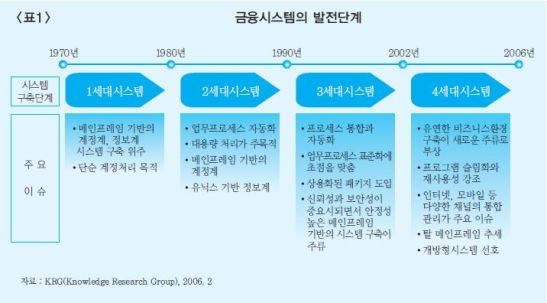 〈표1〉
금융시스템의 발전단계
1970년 1980년 1990년 2002년 2006년
시스템
구축단계
1세대시스템
2세대시스템
3세대시스템
4세대시스템
주 요
이 슈
• 메인프레임 기반의
계정계, 정보계
시스템 구축 위주
• 단순 계정처리 목적
• 업무프로세스 자동화
• 대용량 처리가 주목적
• 메인프레임 기반의
계정계
• 유닉스 기반 정보계
• 프로세스 통합과
자동화
• 업무프로세스 표준화에
초점을 맞춤
• 상용화된 패키지 도입
• 신뢰성과 보안성이
중요시되면서 안정성
높은 메인프레임
기반의 시스템 구축이
주류
• 유연한 비즈니스환경
구축이 새로운 주류로
부상
• 프로그램 슬림화와
재사용성 강조
• 인터넷, 모바일 등
다양한 채널의 통합
관리가 주요 이슈
• 탈 메인프레임 추세
• 개방형시스템 선호
자료 : KRG(Knowledge Research Group), 2006. 2